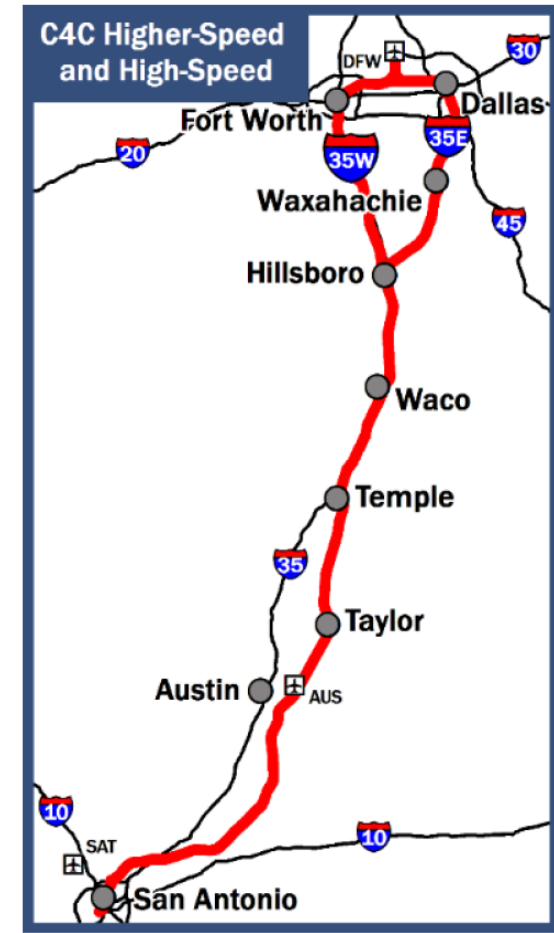 C4C Higher-Speed
and High-Speed
DFW
30
Dallas
Fort Worth
35E
20
35W
Waxahachie
45
Hillsboro
Waco
Temple
35
Taylor
Austin
AUS
10
10
SAT
San Antonio